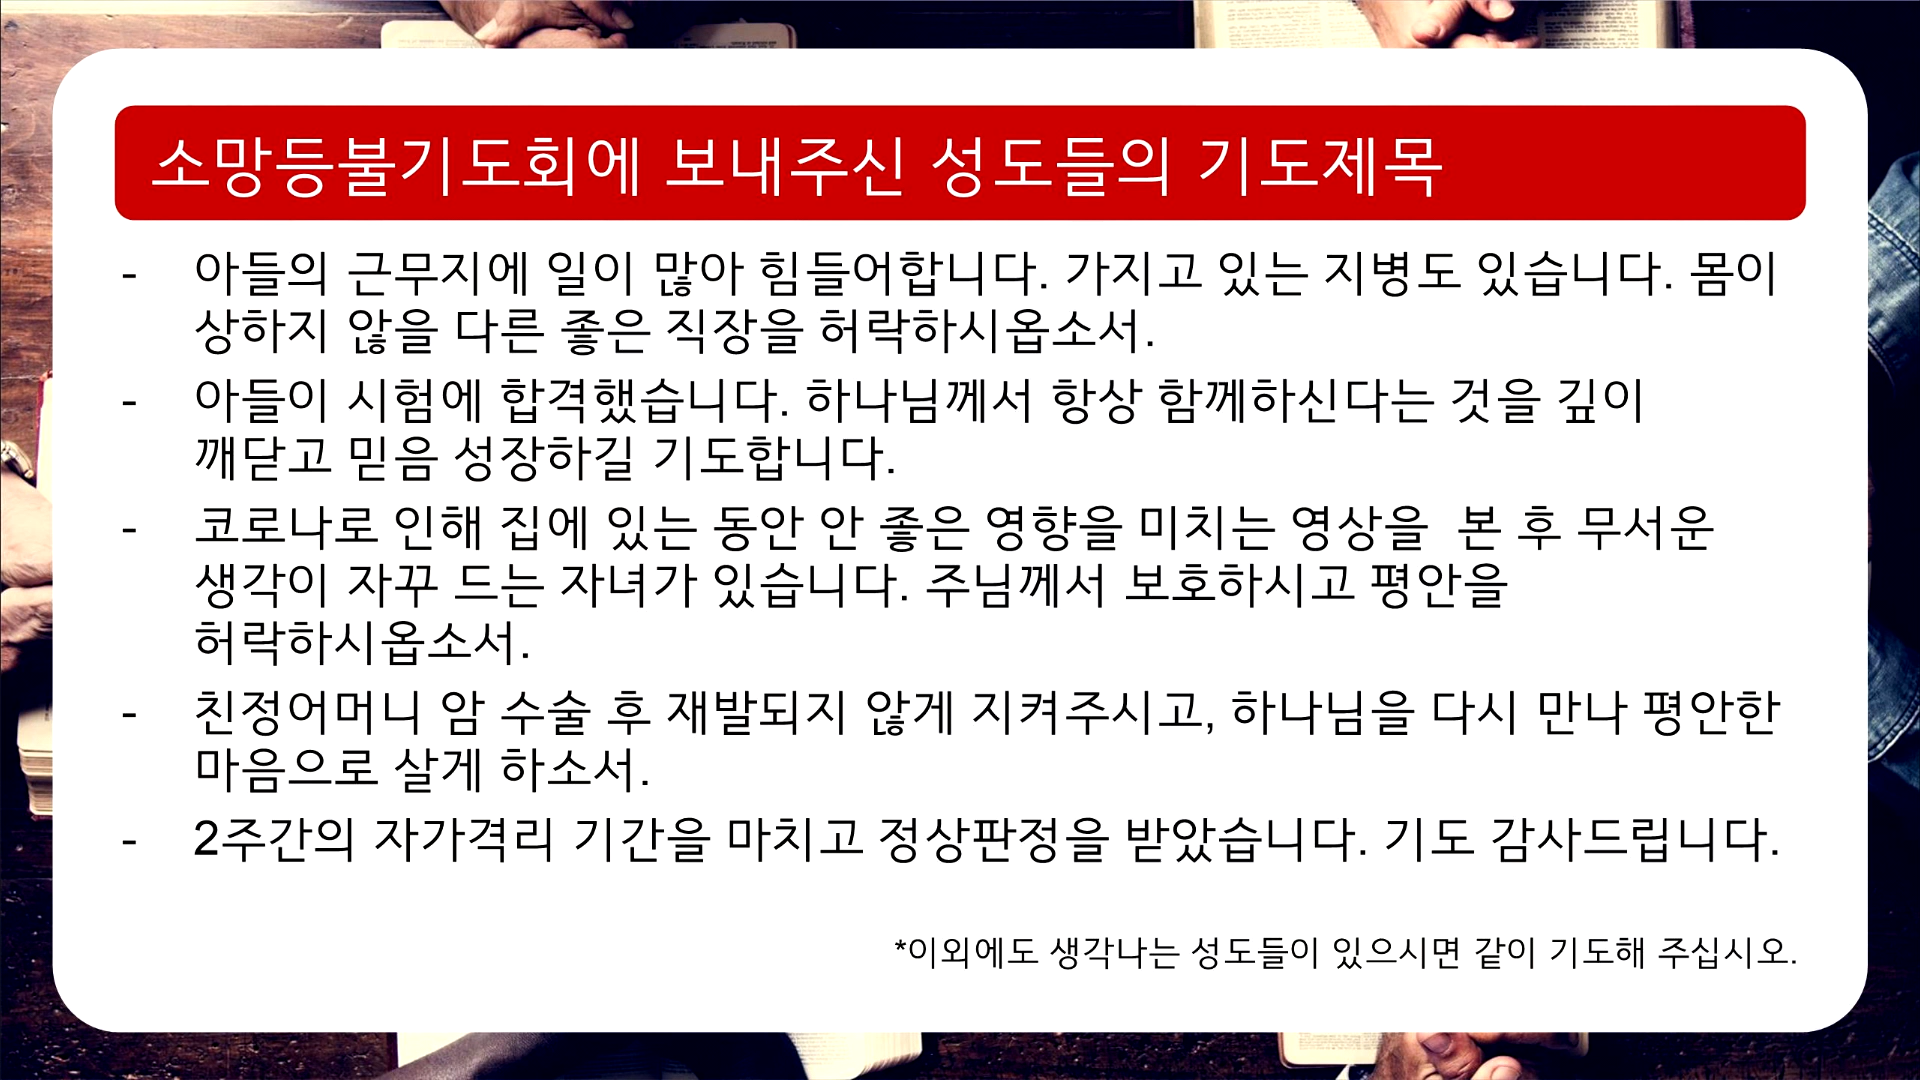 소망등불기도회에 보내주신 성도들의 기도제목
- 아들의 근무지에 일이 많아 힘들어합니다. 가지고 있는 지병도 있습니다. 몸이
상하지 않을 다른 좋은 직장을 허락하시옵소서.
- 아들이 시험에 합격했습니다. 하나님께서 항상 함께하신다는 것을 깊이
깨닫고 믿음 성장하길 기도합니다.
- 코로나로 인해 집에 있는 동안 안 좋은 영향을 미치는 영상을  본 후 무서운
생각이 자꾸 드는 자녀가 있습니다. 주님께서 보호하시고 평안을
허락하시옵소서.
- 친정어머니 암 수술 후 재발되지 않게 지켜주시고, 하나님을 다시 만나 평안한
마음으로 살게 하소서.
- 2주간의 자가격리 기간을 마치고 정상판정을 받았습니다. 기도 감사드립니다.
*이외에도 생각나는 성도들이 있으시면 같이 기도해 주십시오.